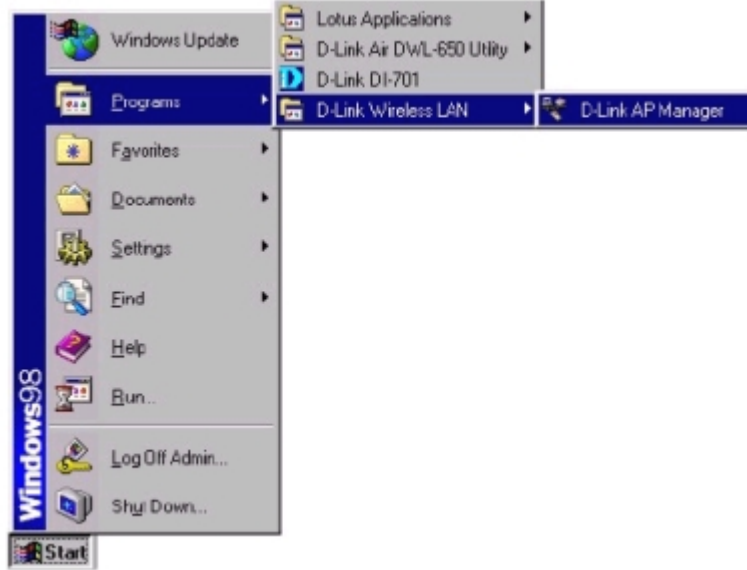 Windows Update
Programs
Favorites
Documents
Settings
Find
Help
Run...
Log Off Admin...
Shut Down...
Windows98
Start
Lotus Applications
D-Link Air DWL-650 Utility
D-Link DI-701
D-Link Wireless LAN
D-Link AP Manager